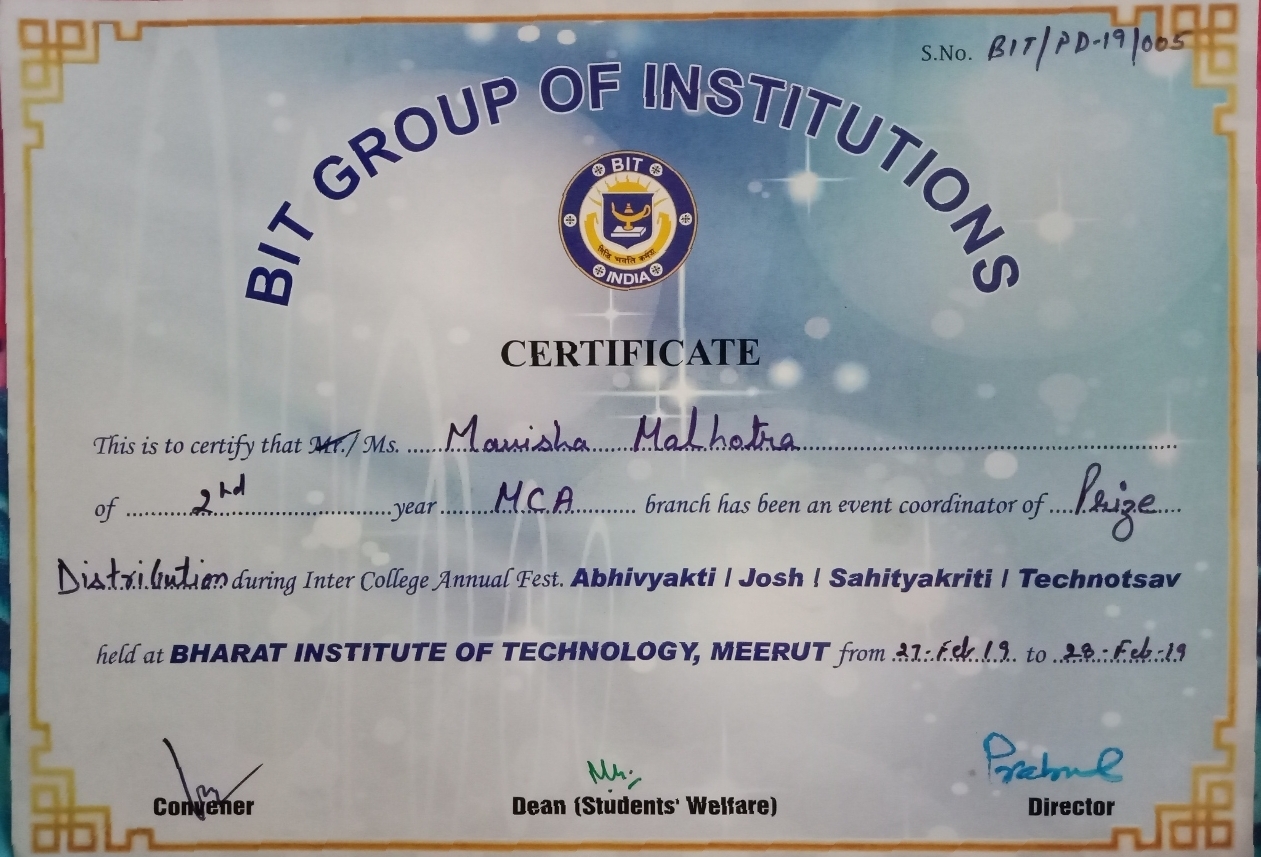 S.No. BIT/PD-19/005
BIT GROUP OF INSTITUTIONS
BIT
सिद्धि भवति कर्मजा
INDIA
CERTIFICATE
This is to certify that Mr./ Ms. Manisha Malhotra
of 2nd year MCA branch has been an event coordinator of Prize
Distribution during Inter College Annual Fest. Abhivyakti / Josh / Sahityakriti / Technotsav
held at BHARAT INSTITUTE OF TECHNOLOGY, MEERUT from 27-Feb 19 to 28-Feb-19
Convener
Dean (Students' Welfare)
Director